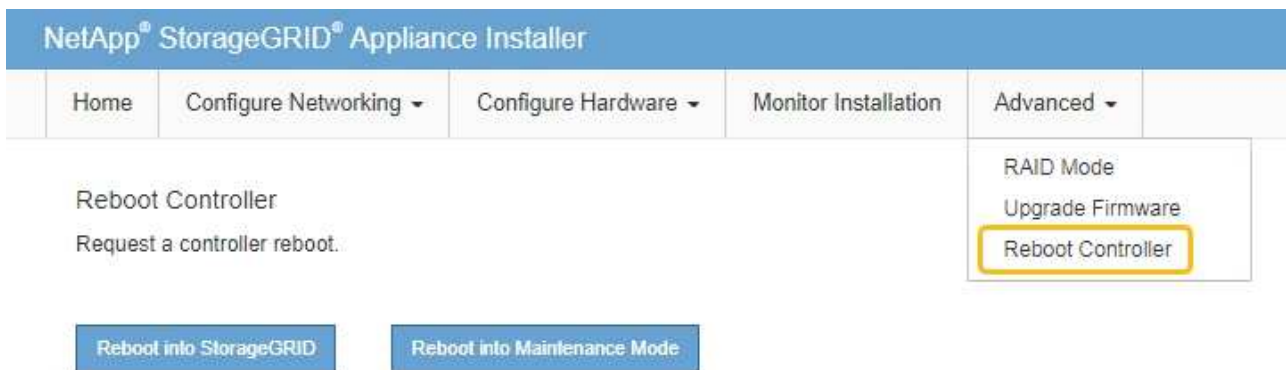 NetApp® StorageGRID® Appliance Installer
Home Configure Networking Configure Hardware Monitor Installation Advanced
RAID Mode
Upgrade Firmware
Reboot Controller
Reboot Controller
Request a controller reboot.
Reboot into StorageGRID Reboot into Maintenance Mode